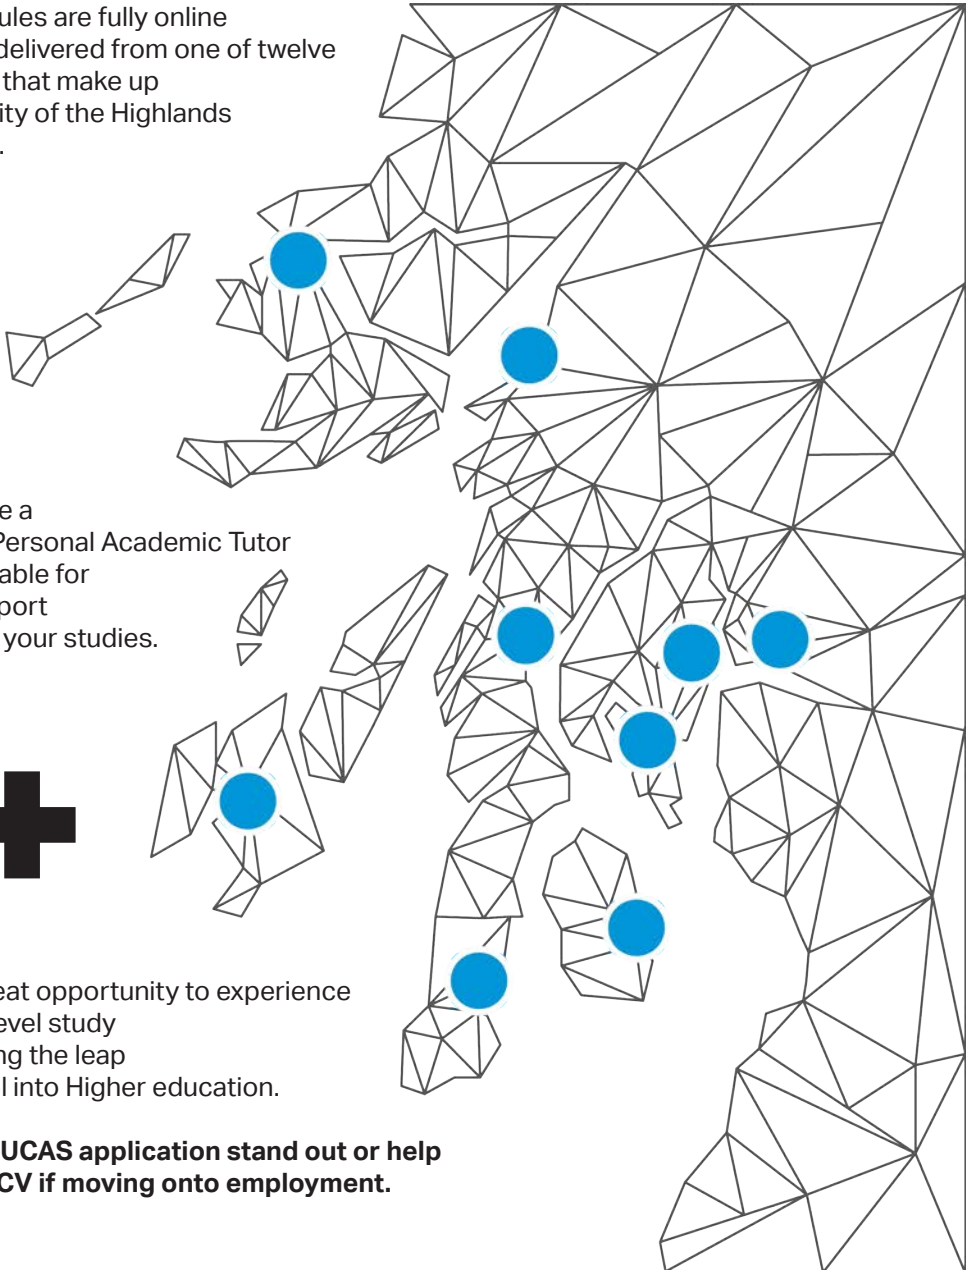 ules are fully online
delivered from one of twelve
that make up
ity of the Highlands
.
e a
Personal Academic Tutor
able for
port
your studies.
eat opportunity to experience
evel study
ng the leap
l into Higher education.
UCAS application stand out or help
CV if moving onto employment.